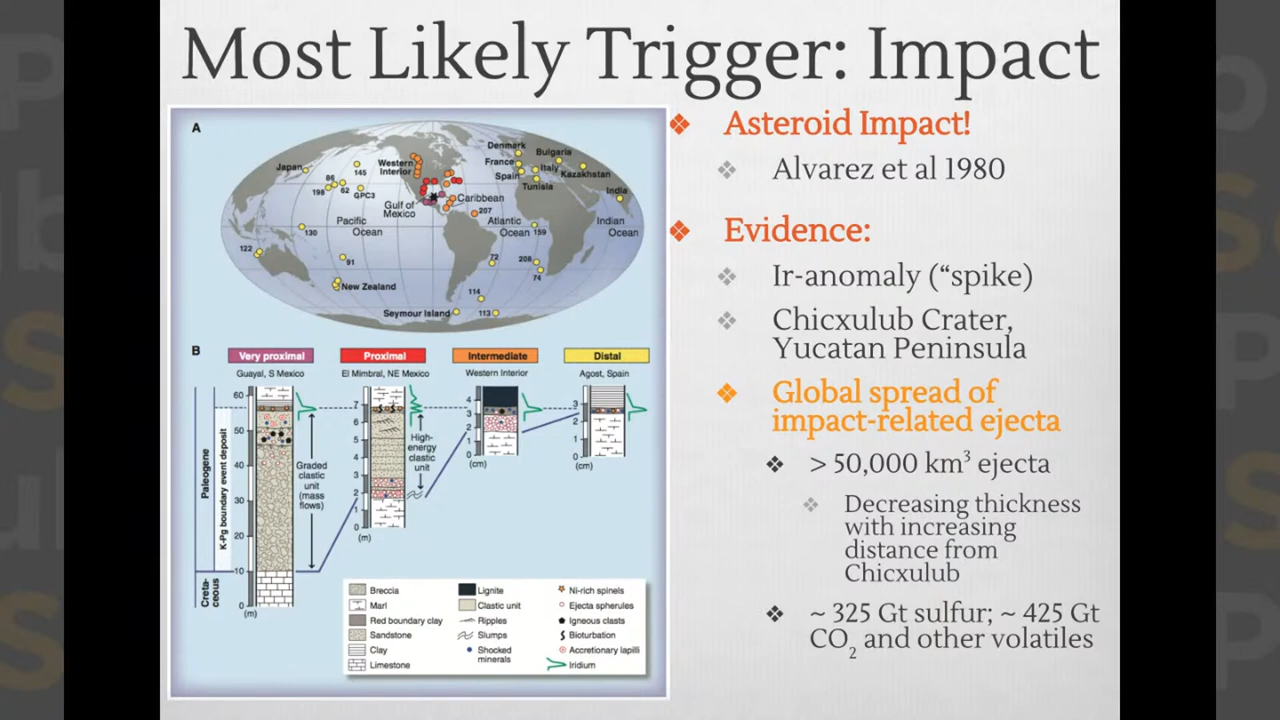 Most Likely Trigger: Impact
A
Japan
145
86
198
62
GPC3
Western
Interior
Gulf of
Mexico
Caribbean
207
Denmark
France
Spain
Bulgaria
Italy
Kazakhstan
Tunisia
India
Pacific
Ocean
Atlantic
Ocean
159
Indian
Ocean
130
122
91
New Zealand
72
208
74
114
Seymour Island
113
B
Very proximal
Proximal
Intermediate
Distal
Guayal, S Mexico
El Mimbral, NE Mexico
Western Interior
Agost, Spain
Paleogene
Creta-
ceous
K-Pg boundary event deposit
60
50
40
30
20
10
0
(m)
Graded
clastic
unit
(mass
flows)
7
6
5
4
3
2
1
0
(m)
High-
energy
clastic
unit
4
3
2
1
0
(cm)
3
2
1
0
(cm)
Breccia
Marl
Red boundary clay
Sandstone
Clay
Limestone
Lignite
Clastic unit
Ripples
Slumps
Shocked
minerals
Ni-rich spinels
Ejecta spherules
Igneous clasts
Bioturbation
Accretionary lapilli
Iridium
Asteroid Impact!
Alvarez et al 1980
Evidence:
Ir-anomaly (“spike)
Chicxulub Crater,
Yucatan Peninsula
Global spread of
impact-related ejecta
> 50,000 km³ ejecta
Decreasing thickness
with increasing
distance from
Chicxulub
~ 325 Gt sulfur; ~ 425 Gt
CO₂ and other volatiles